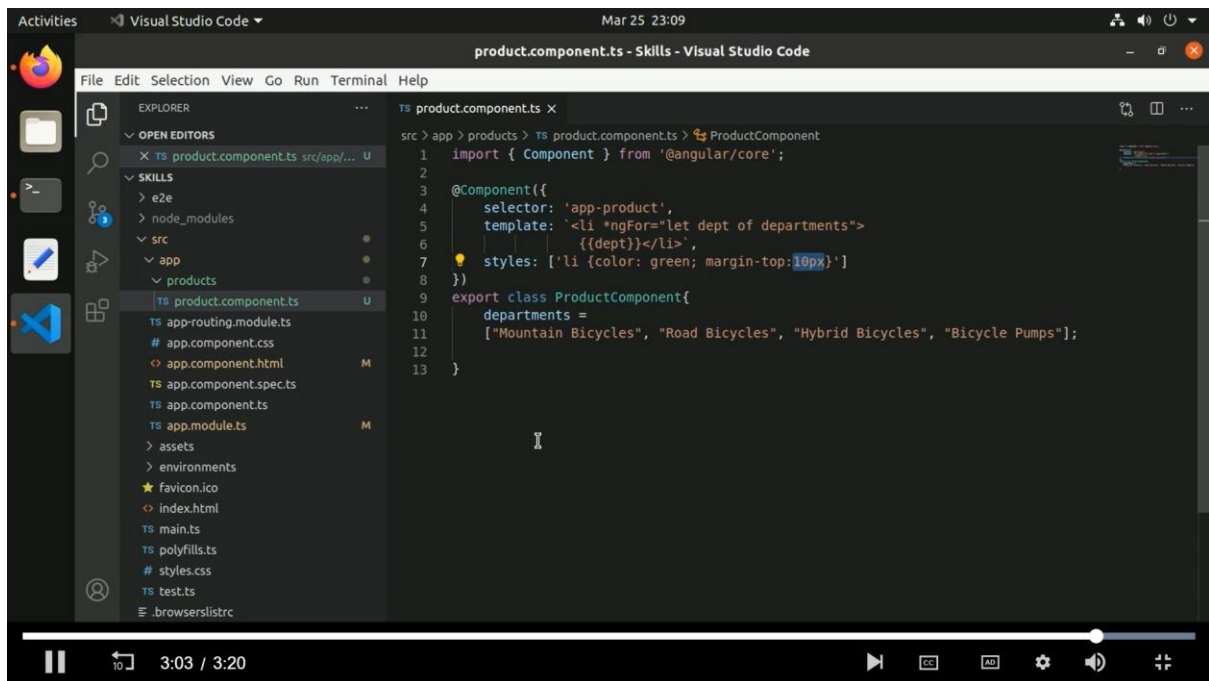 Activities
Visual Studio Code
Mar 25 23:09
product.component.ts - Skills - Visual Studio Code
File Edit Selection View Go Run Terminal Help
EXPLORER
OPEN EDITORS
TS product.component.ts src/app/... U
SKILLS
e2e
node_modules
src
app
products
TS product.component.ts U
TS app-routing.module.ts
# app.component.css
<> app.component.html M
TS app.component.spec.ts
TS app.component.ts
TS app.module.ts M
assets
environments
favicon.ico
<> index.html
TS main.ts
TS polyfills.ts
# styles.css
TS test.ts
.browserslistrc
3
TS product.component.ts
src > app > products > TS product.component.ts > ProductComponent
1 import { Component } from '@angular/core';
2
3 @Component({
4 selector: 'app-product',
5 template: `<li *ngFor="let dept of departments">
6 {{dept}}</li>`,
7 styles: ['li {color: green; margin-top:10px}']
8 })
9 export class ProductComponent{
10 departments =
11 ["Mountain Bicycles", "Road Bicycles", "Hybrid Bicycles", "Bicycle Pumps"];
12
13 }
10
3:03 / 3:20
CC
AD